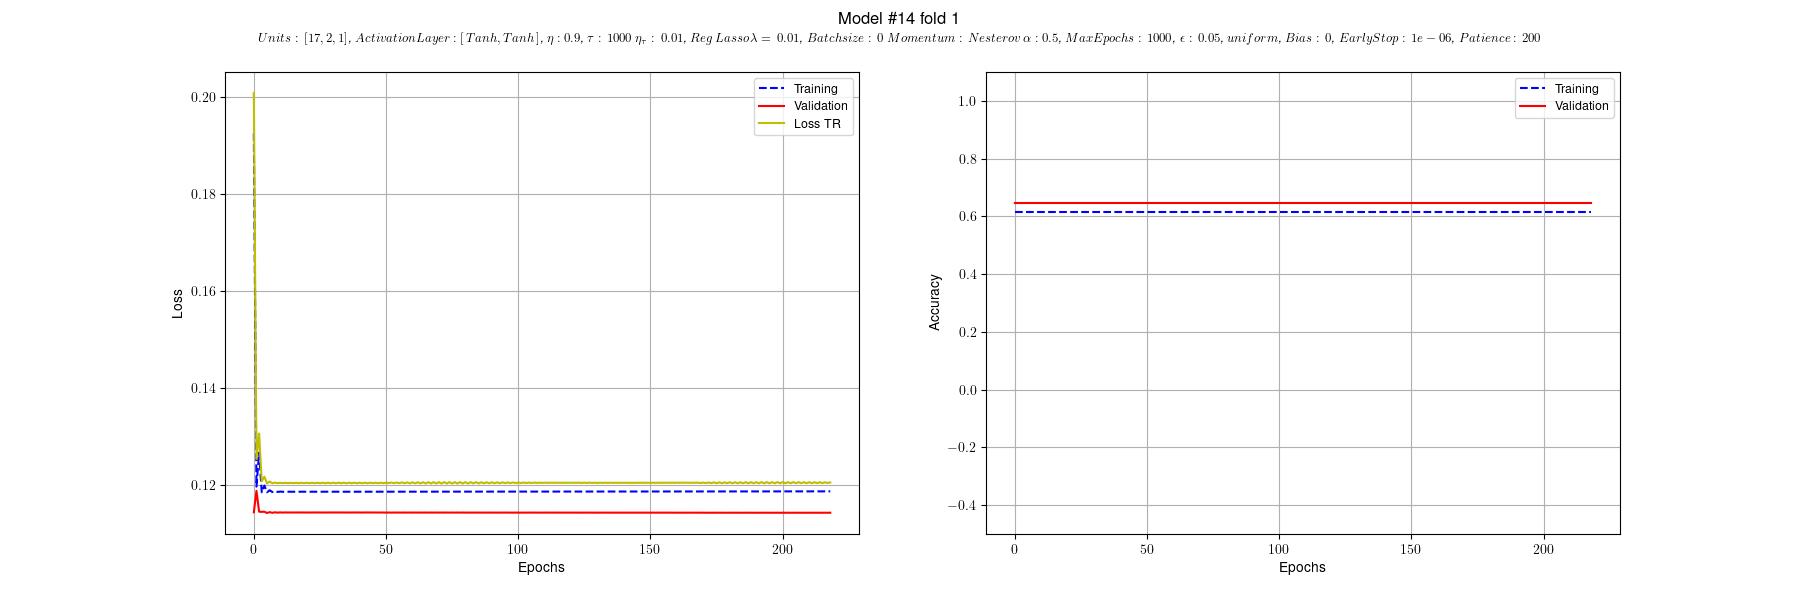 Model #14 fold 1
Units : [17, 2, 1], ActivationLayer : [Tanh, Tanh], η : 0.9, τ : 1000 ητ : 0.01, Reg Lassoλ = 0.01, Batchsize : 0 Momentum : Nesterov α : 0.5, MaxEpochs : 1000, ϵ : 0.05, uniform, Bias : 0, EarlyStop : 1e − 06, Patience : 200
Training
Validation
Loss TR
0.20
0.18
0.16
0.14
0.12
Loss
0 50 100 150 200
Epochs
Training
Validation
1.0
0.8
0.6
0.4
0.2
0.0
−0.2
−0.4
Accuracy
0 50 100 150 200
Epochs